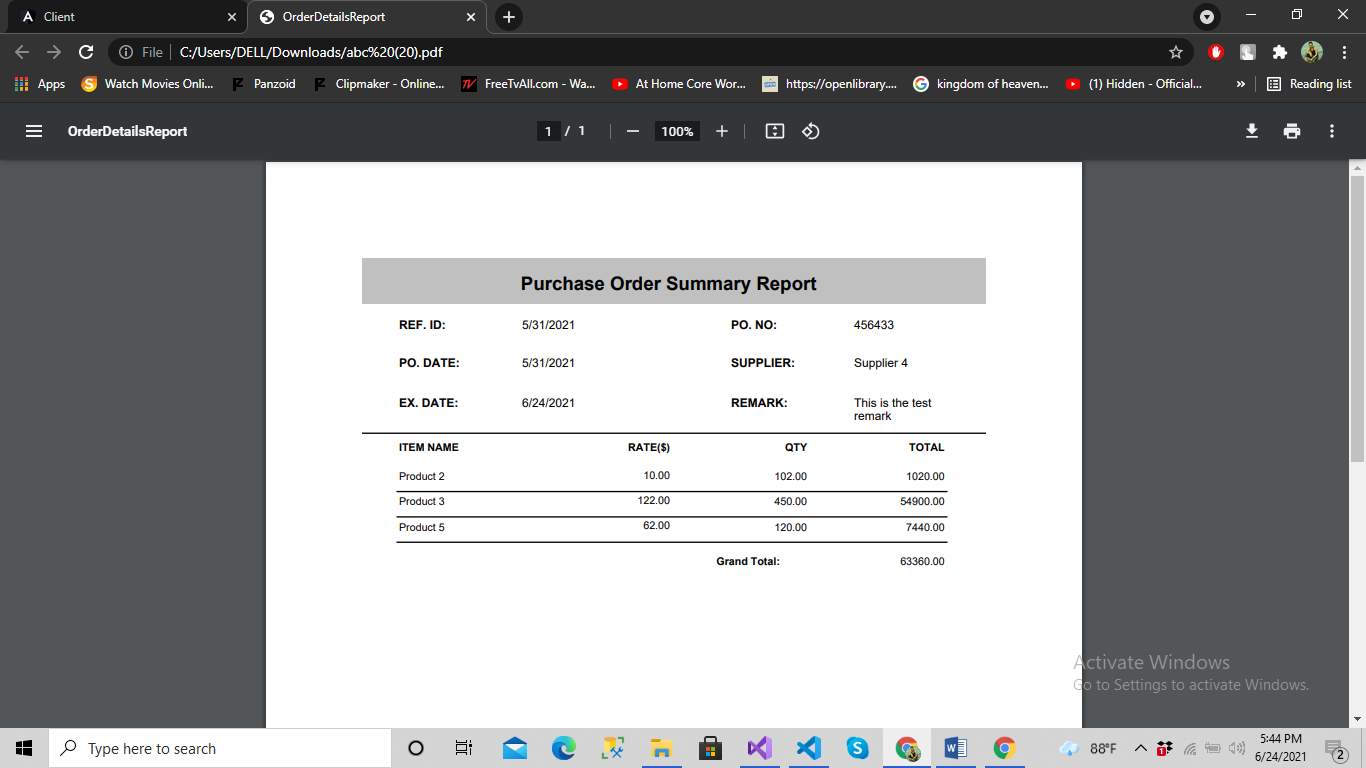 Client
OrderDetailsReport
File C:/Users/DELL/Downloads/abc%20(20).pdf
Apps Watch Movies Onli... Panzoid Clipmaker - Online... FreeTvAll.com - Wa... At Home Core Wor... https://openlibrary.... kingdom of heaven... (1) Hidden - Official... » Reading list
OrderDetailsReport 1 / 1 100%
Purchase Order Summary Report
REF. ID: 5/31/2021 PO. NO: 456433
PO. DATE: 5/31/2021 SUPPLIER: Supplier 4
EX. DATE: 6/24/2021 REMARK: This is the test
remark
ITEM NAME RATE($) QTY TOTAL
Product 2 10.00 102.00 1020.00
Product 3 122.00 450.00 54900.00
Product 5 62.00 120.00 7440.00
Grand Total: 63360.00
Activate Windows
Go to Settings to activate Windows.
Type here to search 88°F 5:44 PM
6/24/2021 2